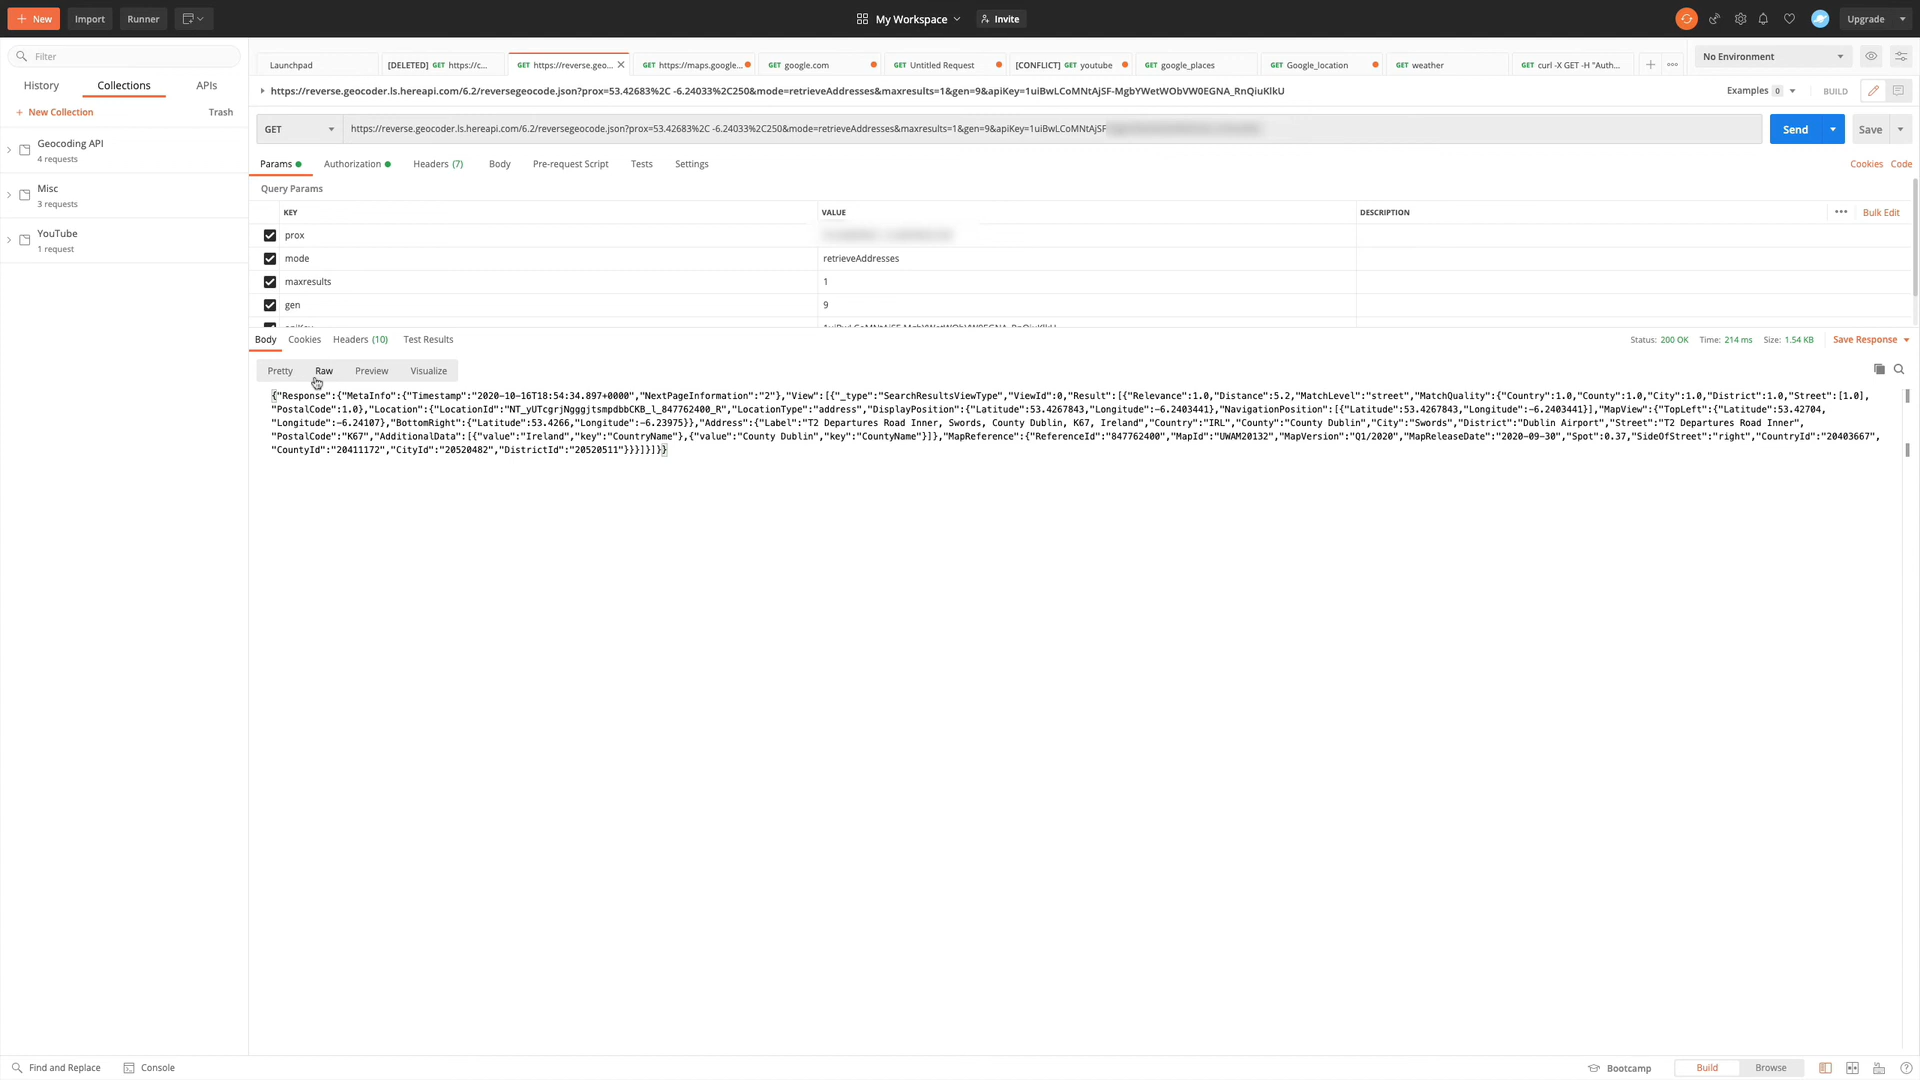 New
Import
Runner
My Workspace
Invite
Upgrade
Filter
History
Collections
APIs
New Collection
Trash
Geocoding API
4 requests
Misc
3 requests
YouTube
1 request
Launchpad
[DELETED] GET https://c...
GET https://reverse.geo...
GET https://maps.google...
GET google.com
GET Untitled Request
[CONFLICT] GET youtube
GET google_places
GET Google_location
GET weather
GET curl -X GET -H "Auth...
No Environment
https://reverse.geocoder.ls.hereapi.com/6.2/reversegeocode.json?prox=53.42683%2C -6.24033%2C250&mode=retrieveAddresses&maxresults=1&gen=9&apiKey=1uiBwLCoMNtAjSF-MgbYWetWObVW0EGNA_RnQiuKlkU
Examples 0
BUILD
GET
https://reverse.geocoder.ls.hereapi.com/6.2/reversegeocode.json?prox=53.42683%2C -6.24033%2C250&mode=retrieveAddresses&maxresults=1&gen=9&apiKey=1uiBwLCoMNtAjSF
Send
Save
Params
Authorization
Headers (7)
Body
Pre-request Script
Tests
Settings
Cookies
Code
Query Params
KEY
VALUE
DESCRIPTION
Bulk Edit
prox
mode
retrieveAddresses
maxresults
1
gen
9
Body
Cookies
Headers (10)
Test Results
Status: 200 OK
Time: 214 ms
Size: 1.54 KB
Save Response
Pretty
Raw
Preview
Visualize
{"Response":{"MetaInfo":{"Timestamp":"2020-10-16T18:54:34.897+0000","NextPageInformation":"2"},"View":[{"_type":"SearchResultsViewType","ViewId":0,"Result":[{"Relevance":1.0,"Distance":5.2,"MatchLevel":"street","MatchQuality":{"Country":1.0,"County":1.0,"City":1.0,"District":1.0,"Street":[1.0],
"PostalCode":1.0},"Location":{"LocationId":"NT_yUTcgrjNgggjtsmpdbbCKB_l_847762400_R","LocationType":"address","DisplayPosition":{"Latitude":53.4267843,"Longitude":-6.2403441},"NavigationPosition":[{"Latitude":53.4267843,"Longitude":-6.2403441}],"MapView":{"TopLeft":{"Latitude":53.42704,
"Longitude":-6.24107},"BottomRight":{"Latitude":53.4266,"Longitude":-6.23975}},"Address":{"Label":"T2 Departures Road Inner, Swords, County Dublin, K67, Ireland","Country":"IRL","County":"County Dublin","City":"Swords","District":"Dublin Airport","Street":"T2 Departures Road Inner",
"PostalCode":"K67","AdditionalData":[{"value":"Ireland","key":"CountryName"},{"value":"County Dublin","key":"CountyName"}]},"MapReference":{"ReferenceId":"847762400","MapId":"UWAM20132","MapVersion":"Q1/2020","MapReleaseDate":"2020-09-30","Spot":0.37,"SideOfStreet":"right","CountryId":"20403667",
"CountyId":"20411172","CityId":"20520482","DistrictId":"20520511"}}}]}]}}
Find and Replace
Console
Bootcamp
Build
Browse